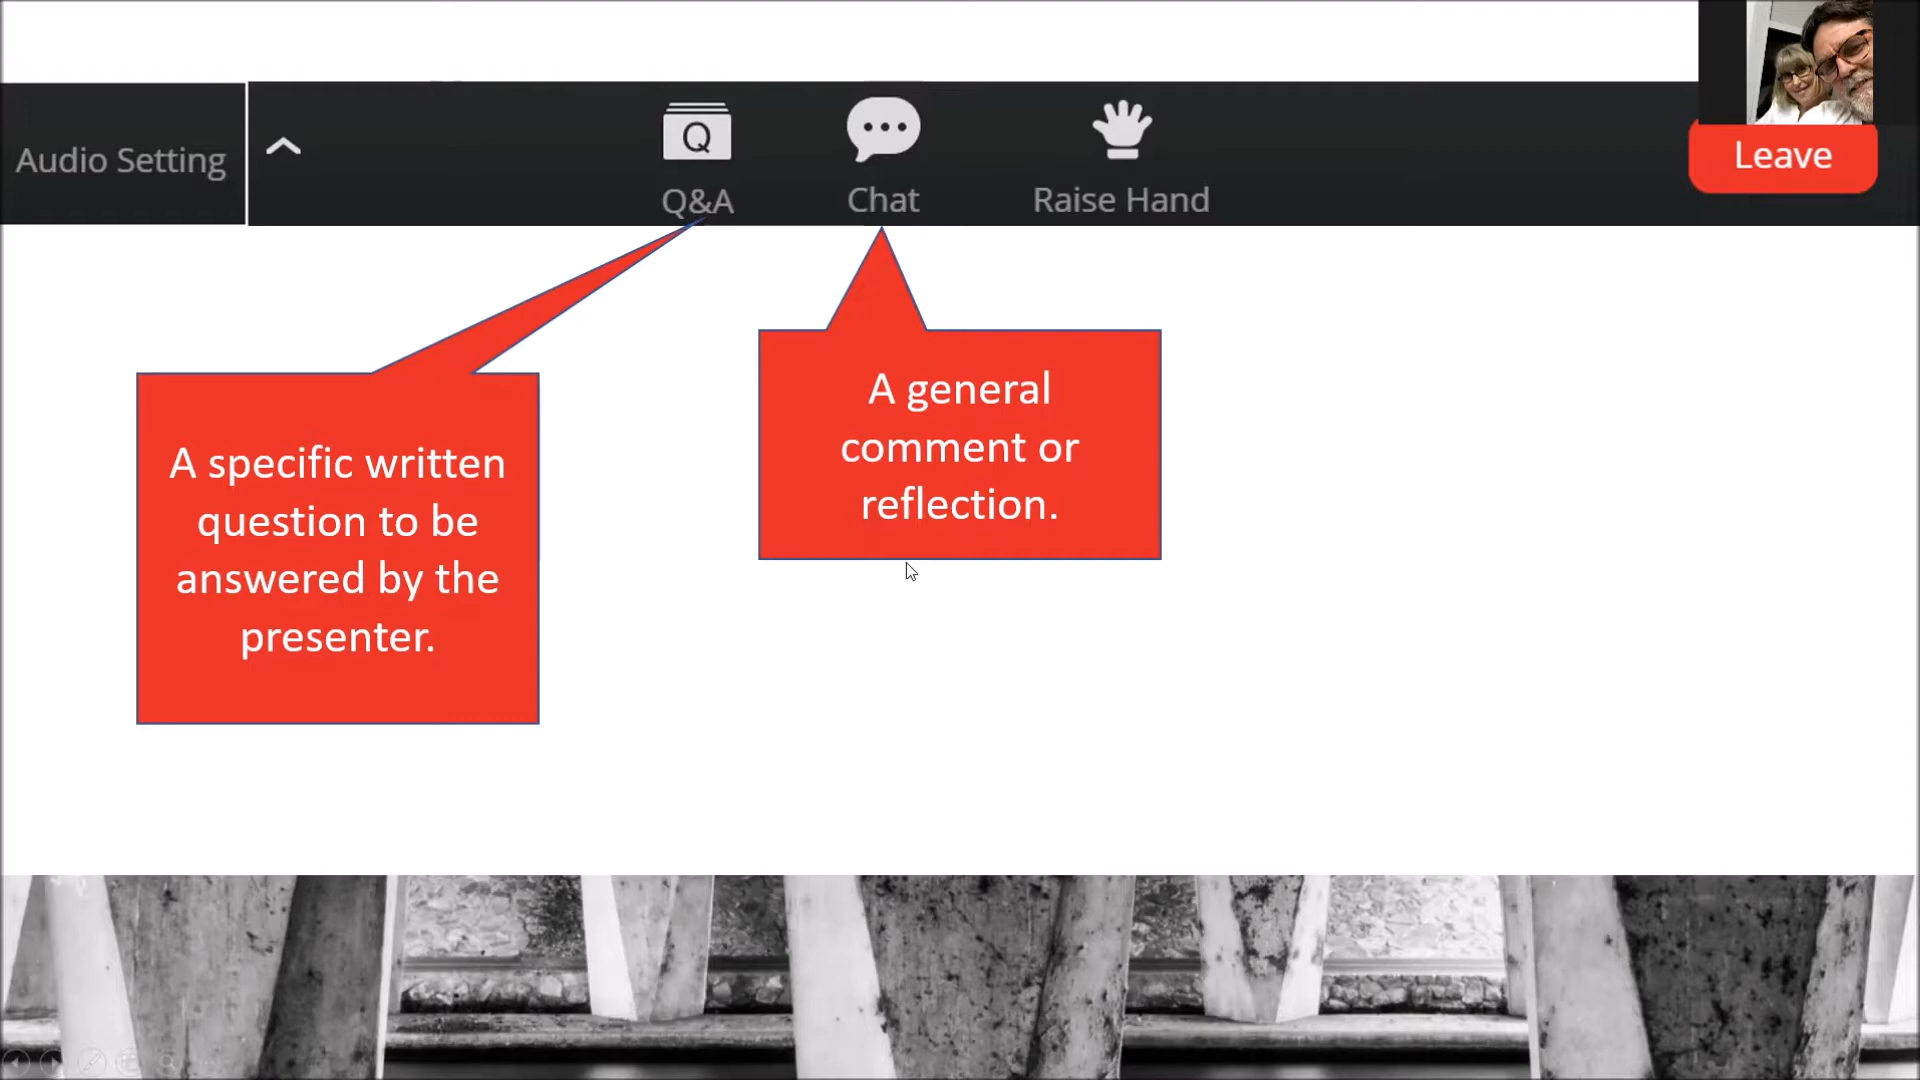 Audio Setting
Q
Q&A
Chat
Raise Hand
Leave
A specific written
question to be
answered by the
presenter.
A general
comment or
reflection.